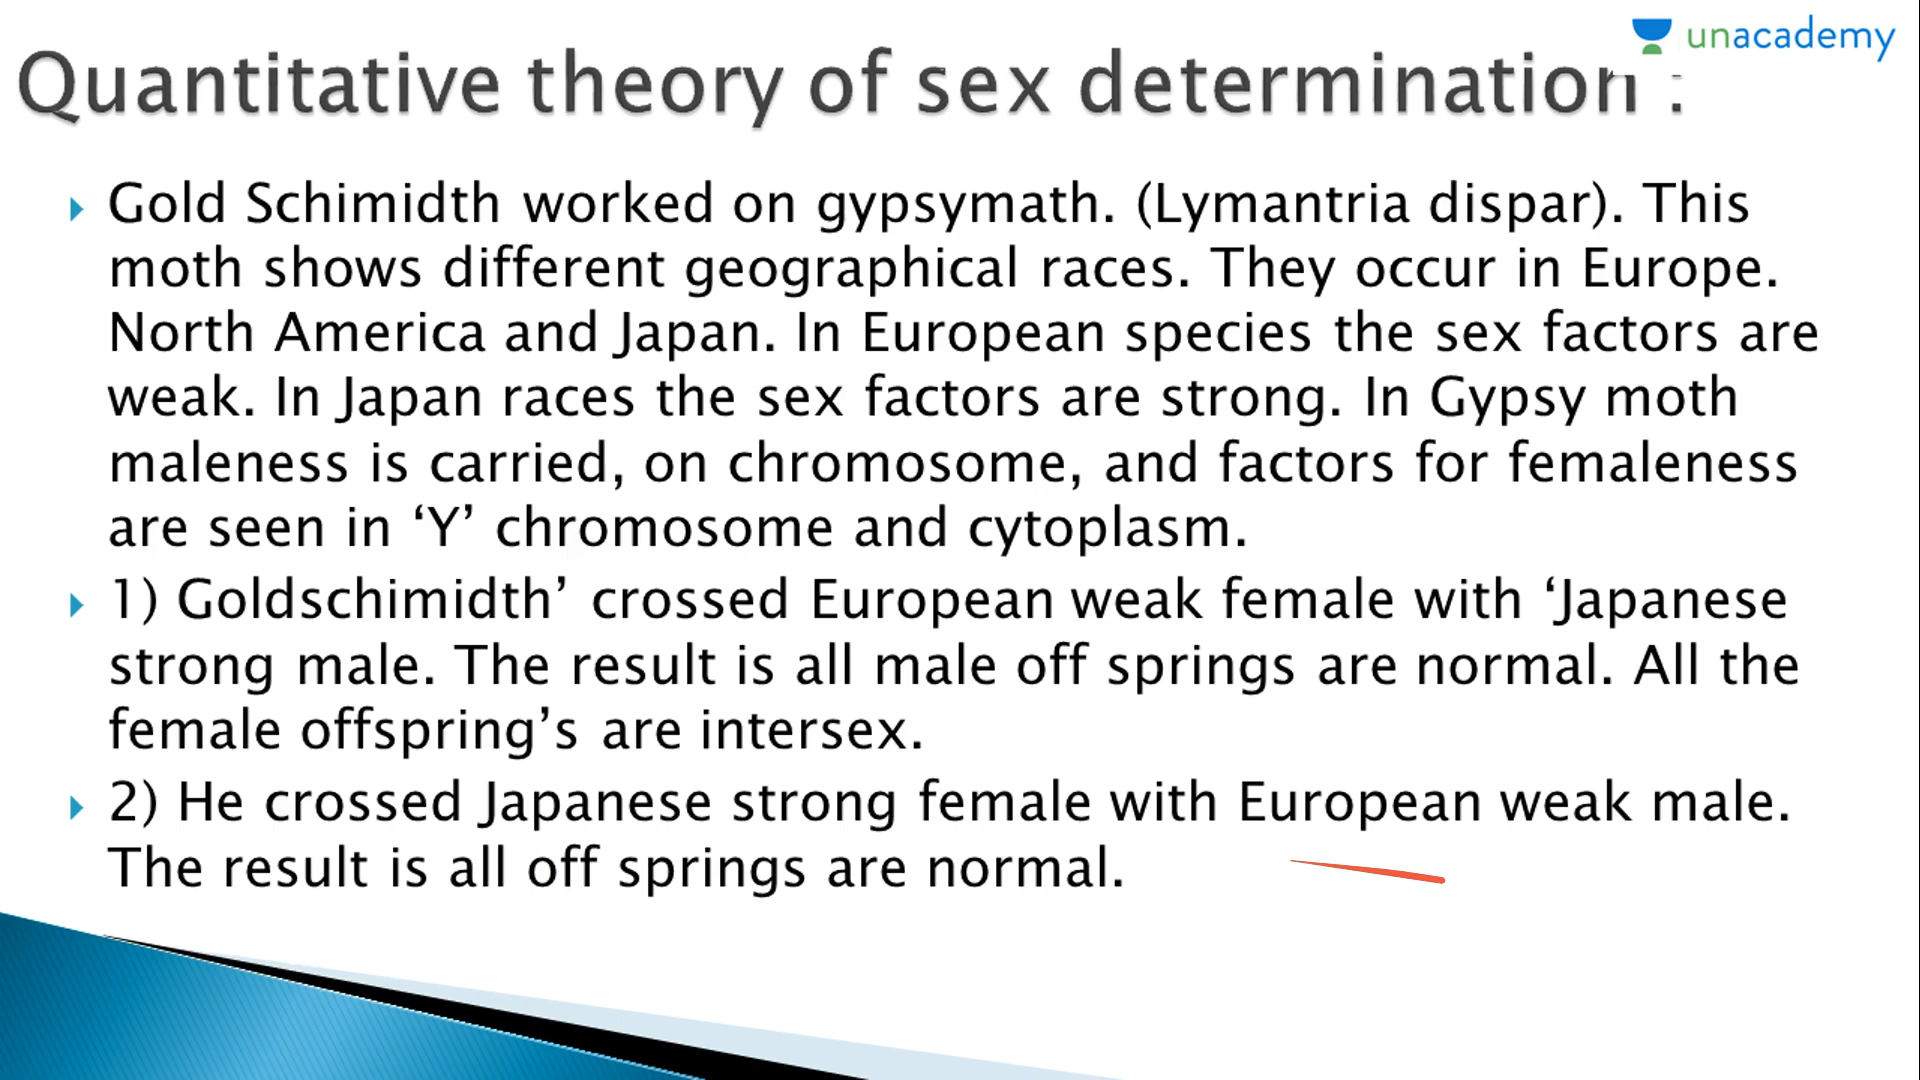 unacademy
Quantitative theory of sex determination :
Gold Schimidth worked on gypsymath. (Lymantria dispar). This
moth shows different geographical races. They occur in Europe.
North America and Japan. In European species the sex factors are
weak. In Japan races the sex factors are strong. In Gypsy moth
maleness is carried, on chromosome, and factors for femaleness
are seen in ‘Y’ chromosome and cytoplasm.
1) Goldschimidth’ crossed European weak female with ‘Japanese
strong male. The result is all male off springs are normal. All the
female offspring’s are intersex.
2) He crossed Japanese strong female with European weak male.
The result is all off springs are normal.